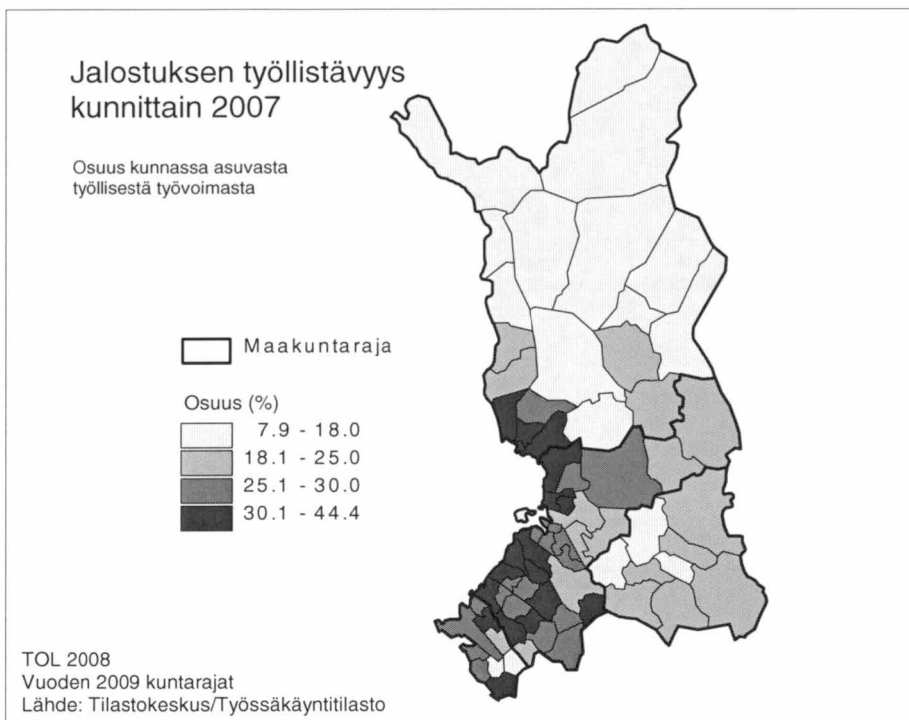 Jalostuksen työllistävyys
kunnittain 2007
Osuus kunnassa asuvasta
työllisestä työvoimasta
Maakuntaraja
Osuus (%)
7.9 - 18.0
18.1 - 25.0
25.1 - 30.0
30.1 - 44.4
TOL 2008
Vuoden 2009 kuntarajat
Lähde: Tilastokeskus/Työssäkäyntitilasto